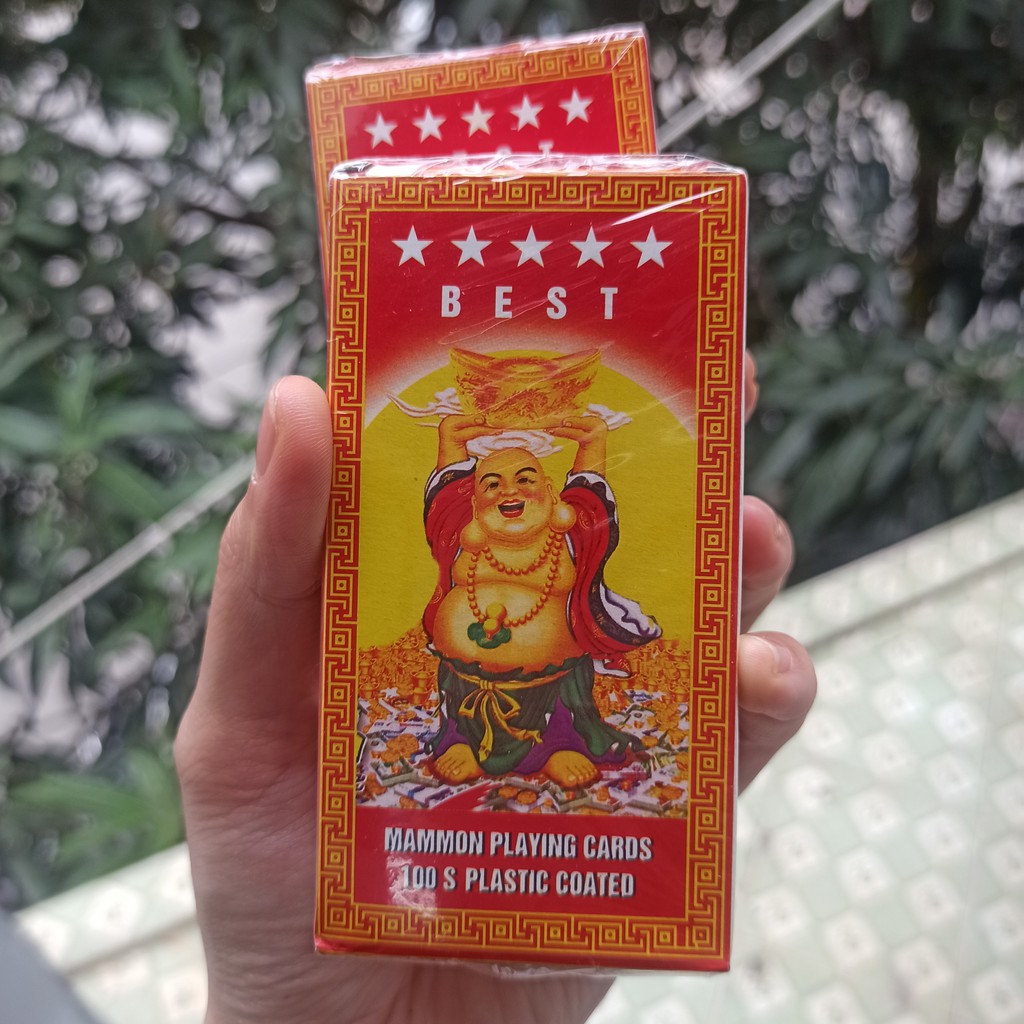 BEST
MAMMON PLAYING CARDS
100 S PLASTIC COATED